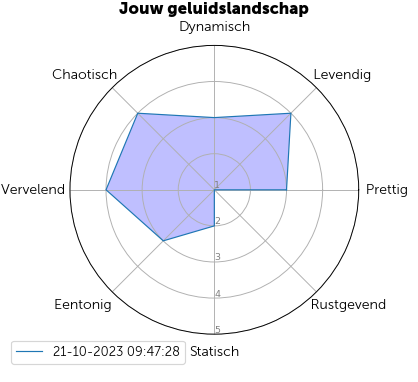 Jouw geluidslandschap
Dynamisch
Chaotisch
Levendig
Vervelend
1
Prettig
2
3
Eentonig
4
Rustgevend
5
21-10-2023 09:47:28
Statisch